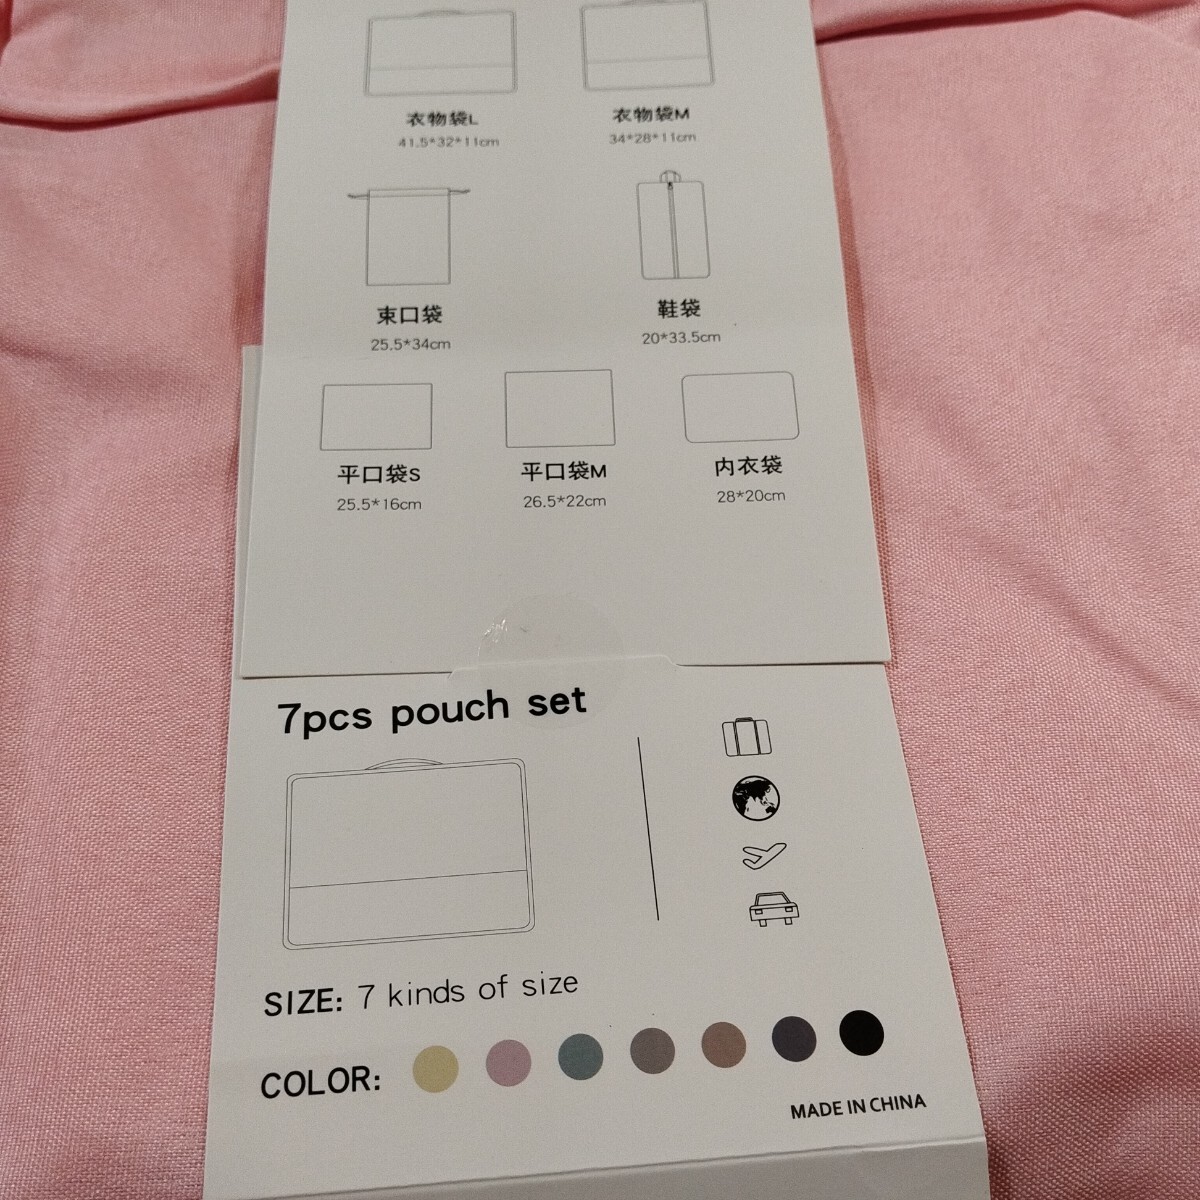 衣物袋L 衣物袋M
41.5*32*11cm 34*28*11cm
束口袋 鞋袋
25.5*34cm 20*33.5cm
平口袋S 平口袋M 内衣袋
25.5*16cm 26.5*22cm 28*20cm
7pcs pouch set
SIZE: 7 kinds of size
COLOR:
MADE IN CHINA